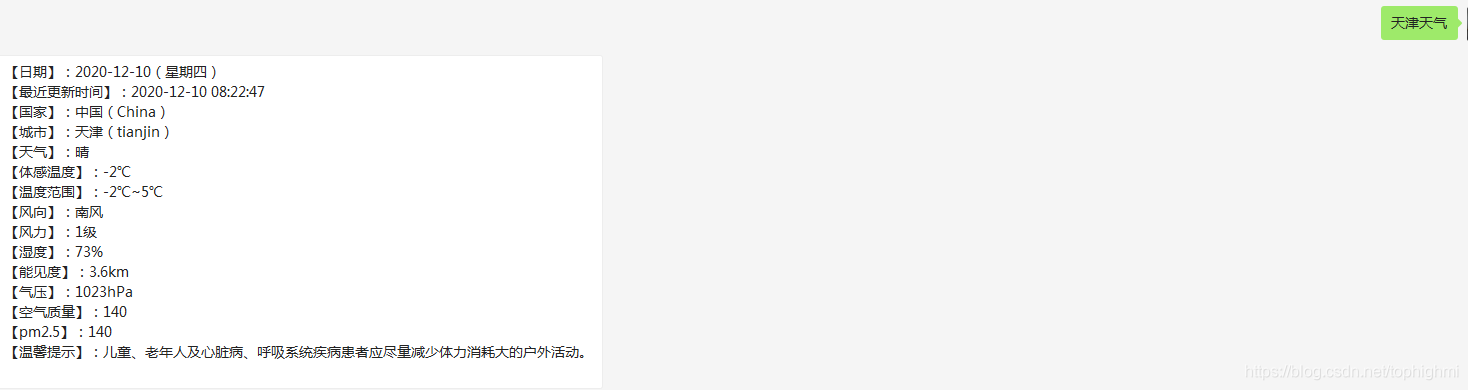 天津天气
【日期】：2020-12-10（星期四）
【最近更新时间】：2020-12-10 08:22:47
【国家】：中国（China）
【城市】：天津（tianjin）
【天气】：晴
【体感温度】：-2℃
【温度范围】：-2℃~5℃
【风向】：南风
【风力】：1级
【湿度】：73%
【能见度】：3.6km
【气压】：1023hPa
【空气质量】：140
【pm2.5】：140
【温馨提示】：儿童、老年人及心脏病、呼吸系统疾病患者应尽量减少体力消耗大的户外活动。
https://blog.csdn.net/tophighmi